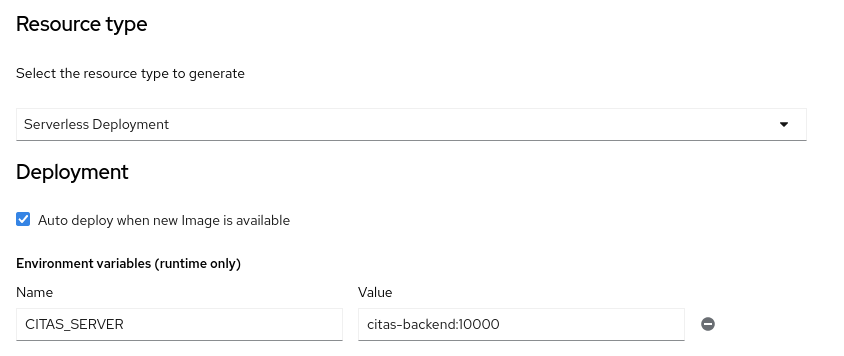 Resource type
Select the resource type to generate
Serverless Deployment
Deployment
Auto deploy when new Image is available
Environment variables (runtime only)
Name Value
CITAS_SERVER citas-backend:10000